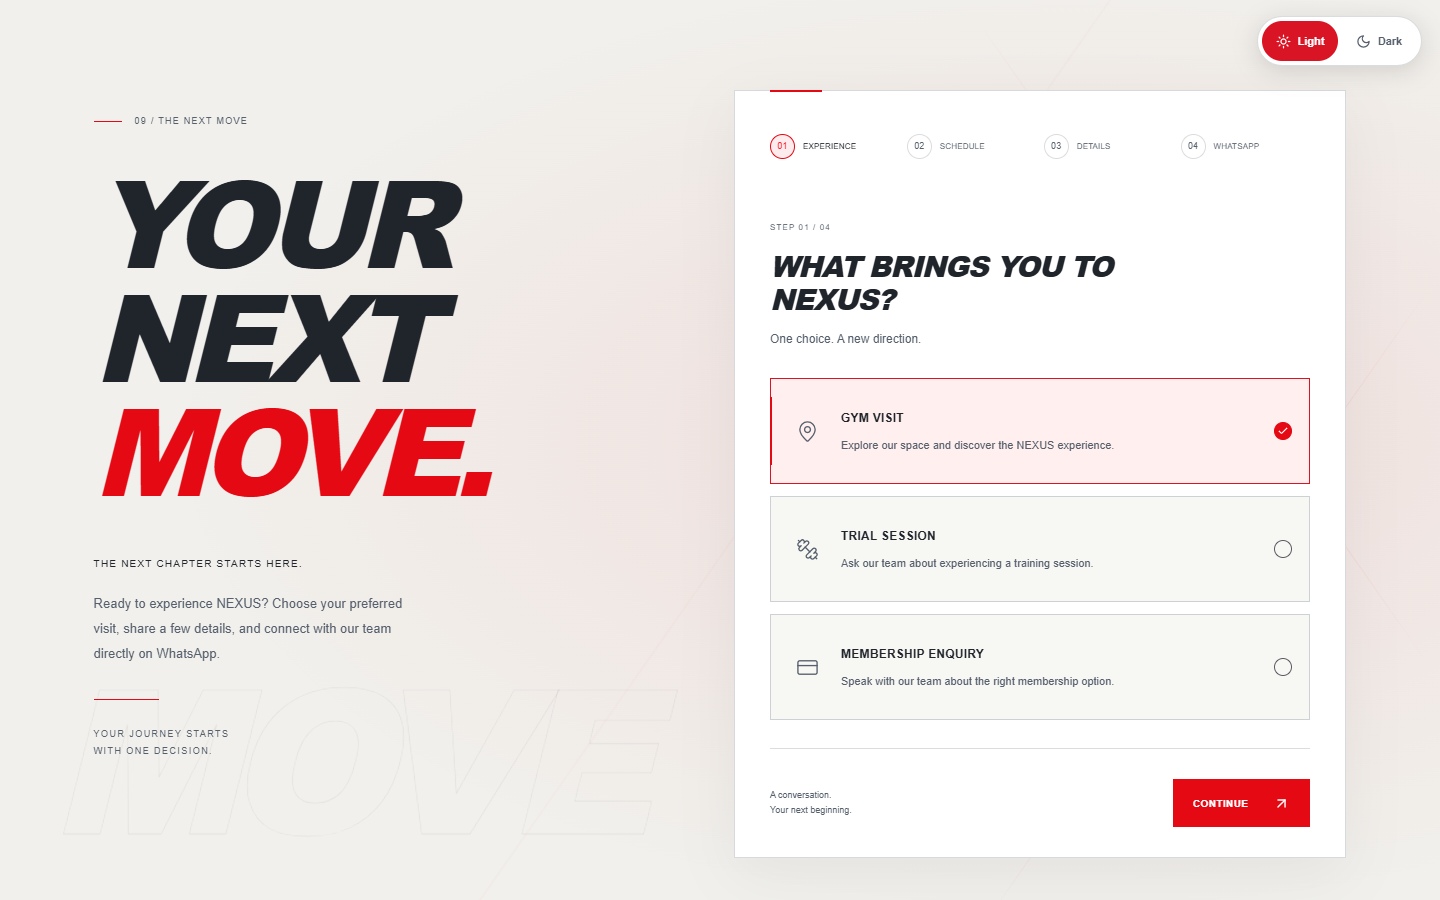 Light
Dark
09 / THE NEXT MOVE
YOUR
NEXT
MOVE.
THE NEXT CHAPTER STARTS HERE.
Ready to experience NEXUS? Choose your preferred
visit, share a few details, and connect with our team
directly on WhatsApp.
YOUR JOURNEY STARTS
WITH ONE DECISION.
MOVE
01 EXPERIENCE
02 SCHEDULE
03 DETAILS
04 WHATSAPP
STEP 01 / 04
WHAT BRINGS YOU TO
NEXUS?
One choice. A new direction.
GYM VISIT
Explore our space and discover the NEXUS experience.
TRIAL SESSION
Ask our team about experiencing a training session.
MEMBERSHIP ENQUIRY
Speak with our team about the right membership option.
A conversation.
Your next beginning.
CONTINUE